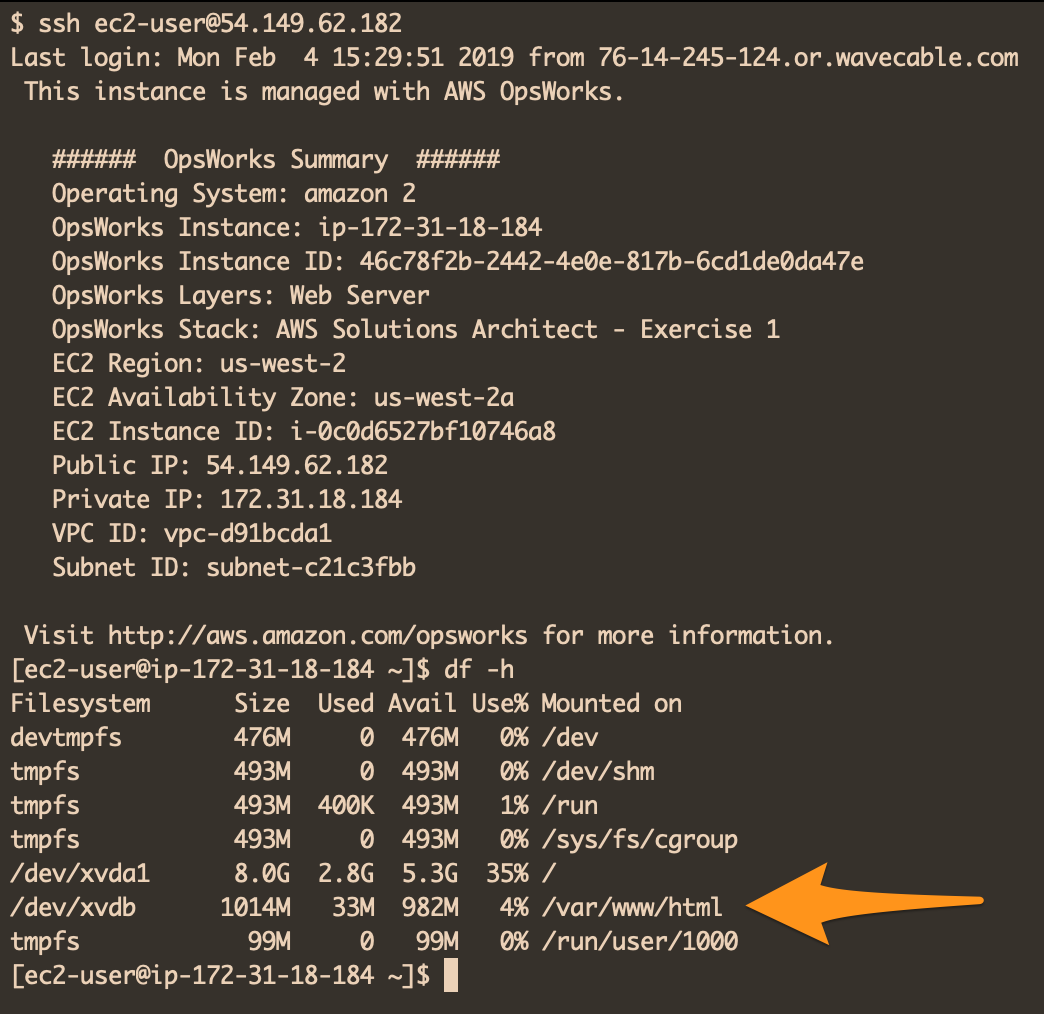 $ ssh ec2-user@54.149.62.182
Last login: Mon Feb  4 15:29:51 2019 from 76-14-245-124.or.wavecable.com
 This instance is managed with AWS OpsWorks.

   ######  OpsWorks Summary  ######
   Operating System: amazon 2
   OpsWorks Instance: ip-172-31-18-184
   OpsWorks Instance ID: 46c78f2b-2442-4e0e-817b-6cd1de0da47e
   OpsWorks Layers: Web Server
   OpsWorks Stack: AWS Solutions Architect - Exercise 1
   EC2 Region: us-west-2
   EC2 Availability Zone: us-west-2a
   EC2 Instance ID: i-0c0d6527bf10746a8
   Public IP: 54.149.62.182
   Private IP: 172.31.18.184
   VPC ID: vpc-d91bcda1
   Subnet ID: subnet-c21c3fbb

 Visit http://aws.amazon.com/opsworks for more information.
[ec2-user@ip-172-31-18-184 ~]$ df -h
Filesystem      Size  Used Avail Use% Mounted on
devtmpfs        476M     0  476M   0% /dev
tmpfs           493M     0  493M   0% /dev/shm
tmpfs           493M  400K  493M   1% /run
tmpfs           493M     0  493M   0% /sys/fs/cgroup
/dev/xvda1      8.0G  2.8G  5.3G  35% /
/dev/xvdb      1014M   33M  982M   4% /var/www/html
tmpfs            99M     0   99M   0% /run/user/1000
[ec2-user@ip-172-31-18-184 ~]$